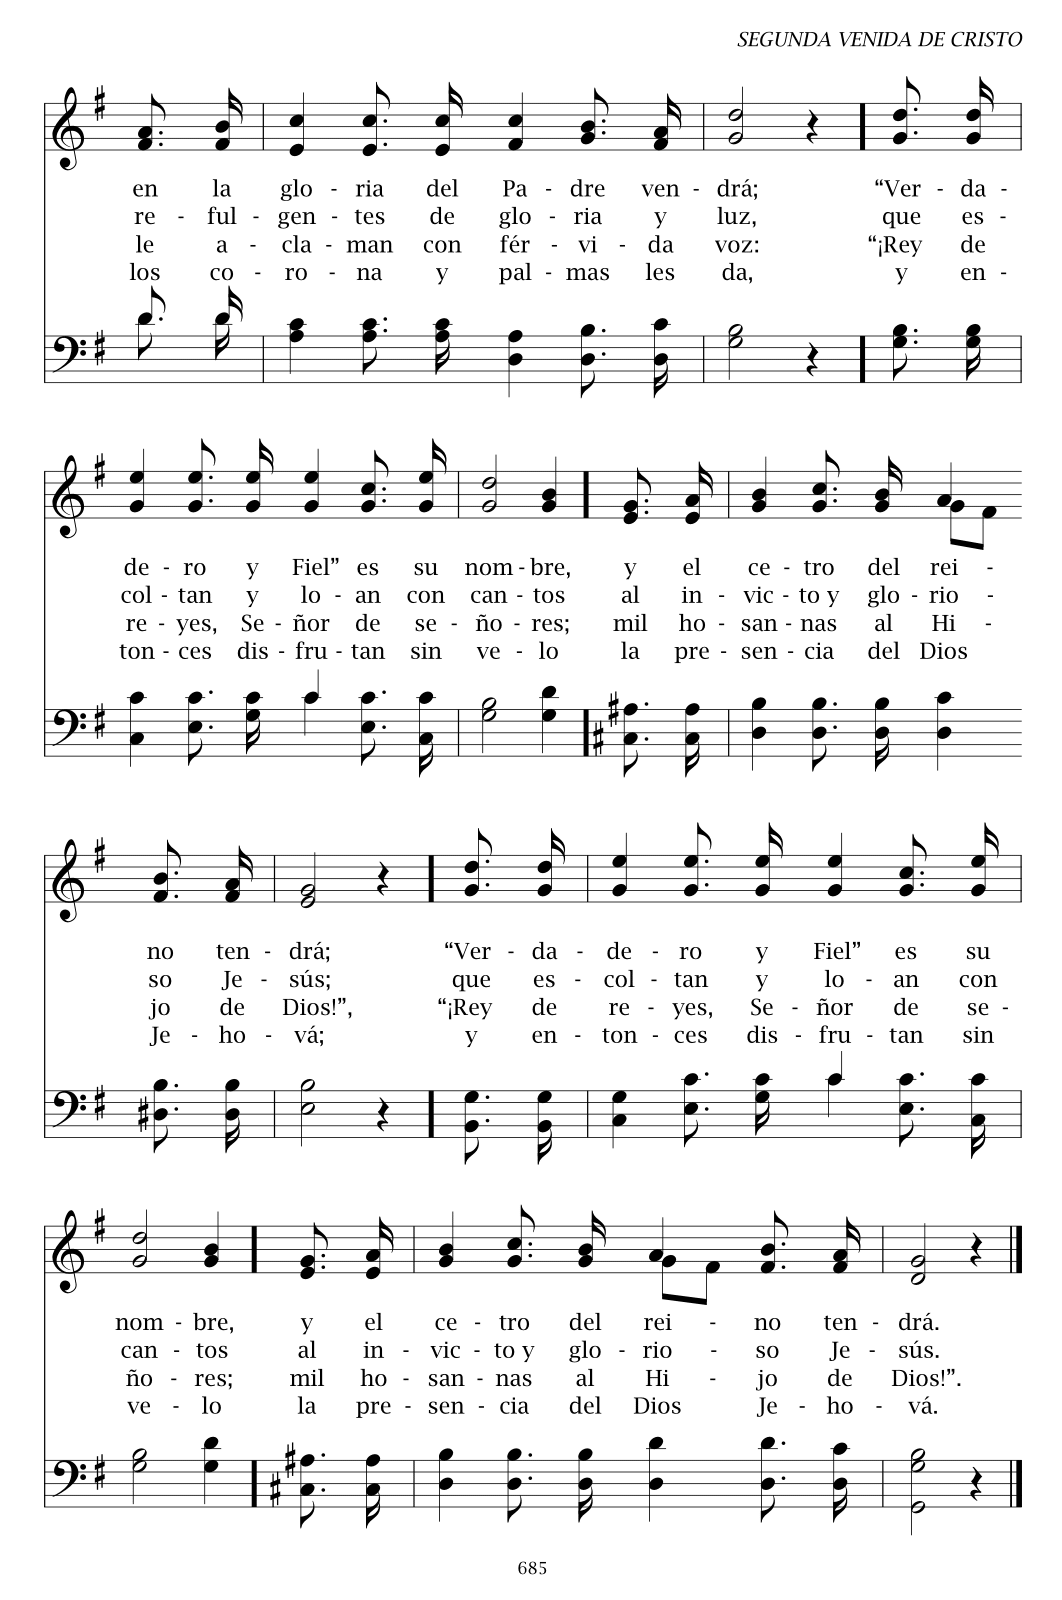 SEGUNDA VENIDA DE CRISTO
en la glo - ria del Pa - dre ven - drá; “Ver - da -
re - ful - gen - tes de glo - ria y luz, que es -
le a - cla - man con fér - vi - da voz: “¡Rey de
los co - ro - na y pal - mas les da, y en -
de - ro y Fiel” es su nom - bre, y el ce - tro del rei -
col - tan y lo - an con can - tos al in - vic - to y glo - rio -
re - yes, Se - ñor de se - ño - res; mil ho - san - nas al Hi -
ton - ces dis - fru - tan sin ve - lo la pre - sen - cia del Dios
no ten - drá; “Ver - da - de - ro y Fiel” es su
so Je - sús; que es - col - tan y lo - an con
jo de Dios!”, “¡Rey de re - yes, Se - ñor de se -
Je - ho - vá; y en - ton - ces dis - fru - tan sin
nom - bre, y el ce - tro del rei - no ten - drá.
can - tos al in - vic - to y glo - rio - so Je - sús.
ño - res; mil ho - san - nas al Hi - jo de Dios!”.
ve - lo la pre - sen - cia del Dios Je - ho - vá.
685